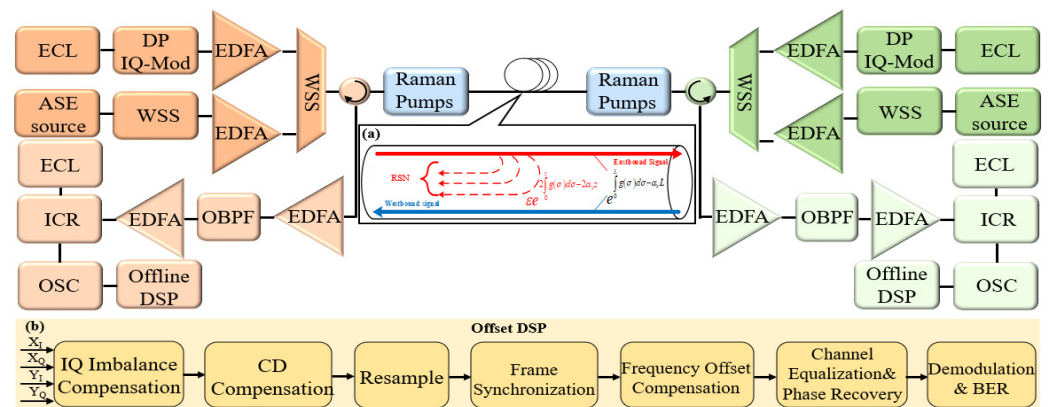 ECL
DP
IQ-Mod
EDFA
WSS
ASE
source
WSS
EDFA
Raman
Pumps
Raman
Pumps
WSS
EDFA
DP
IQ-Mod
ECL
EDFA
WSS
ASE
source
(a)
Eastbound Signal
RSN
Westbound signal
ECL
ICR
EDFA
OBPF
EDFA
OSC
Offline
DSP
EDFA
OBPF
EDFA
ECL
ICR
Offline
DSP
OSC
(b)
Offset DSP
X_I
X_Q
Y_I
Y_Q
IQ Imbalance
Compensation
CD
Compensation
Resample
Frame
Synchronization
Frequency Offset
Compensation
Channel
Equalization&
Phase Recovery
Demodulation
& BER